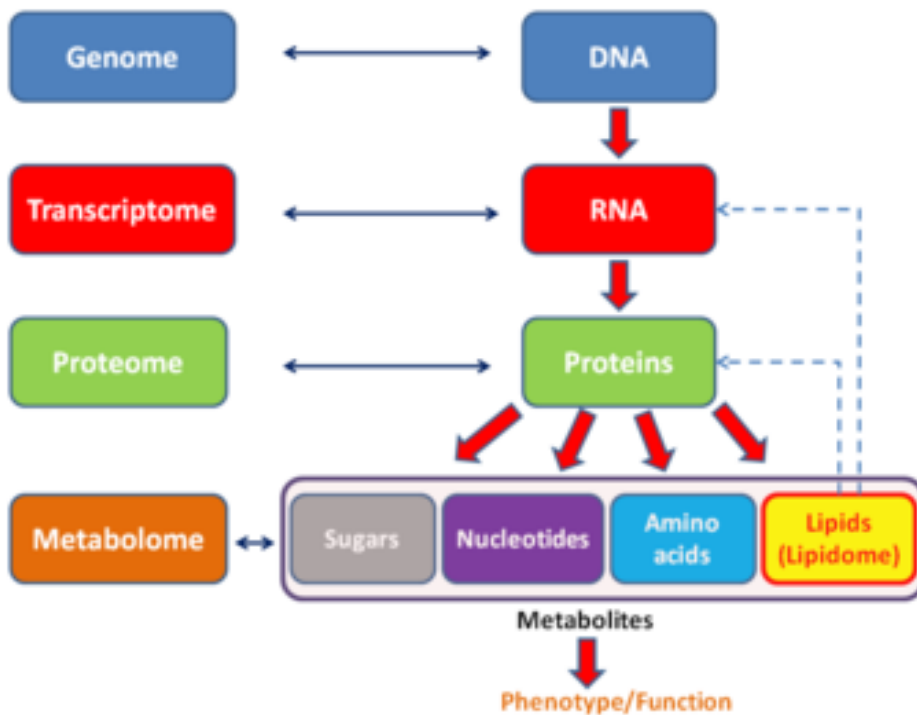 Genome
DNA
Transcriptome
RNA
Proteome
Proteins
Metabolome
Sugars
Nucleotides
Amino
acids
Lipids
(Lipidome)
Metabolites
Phenotype/Function